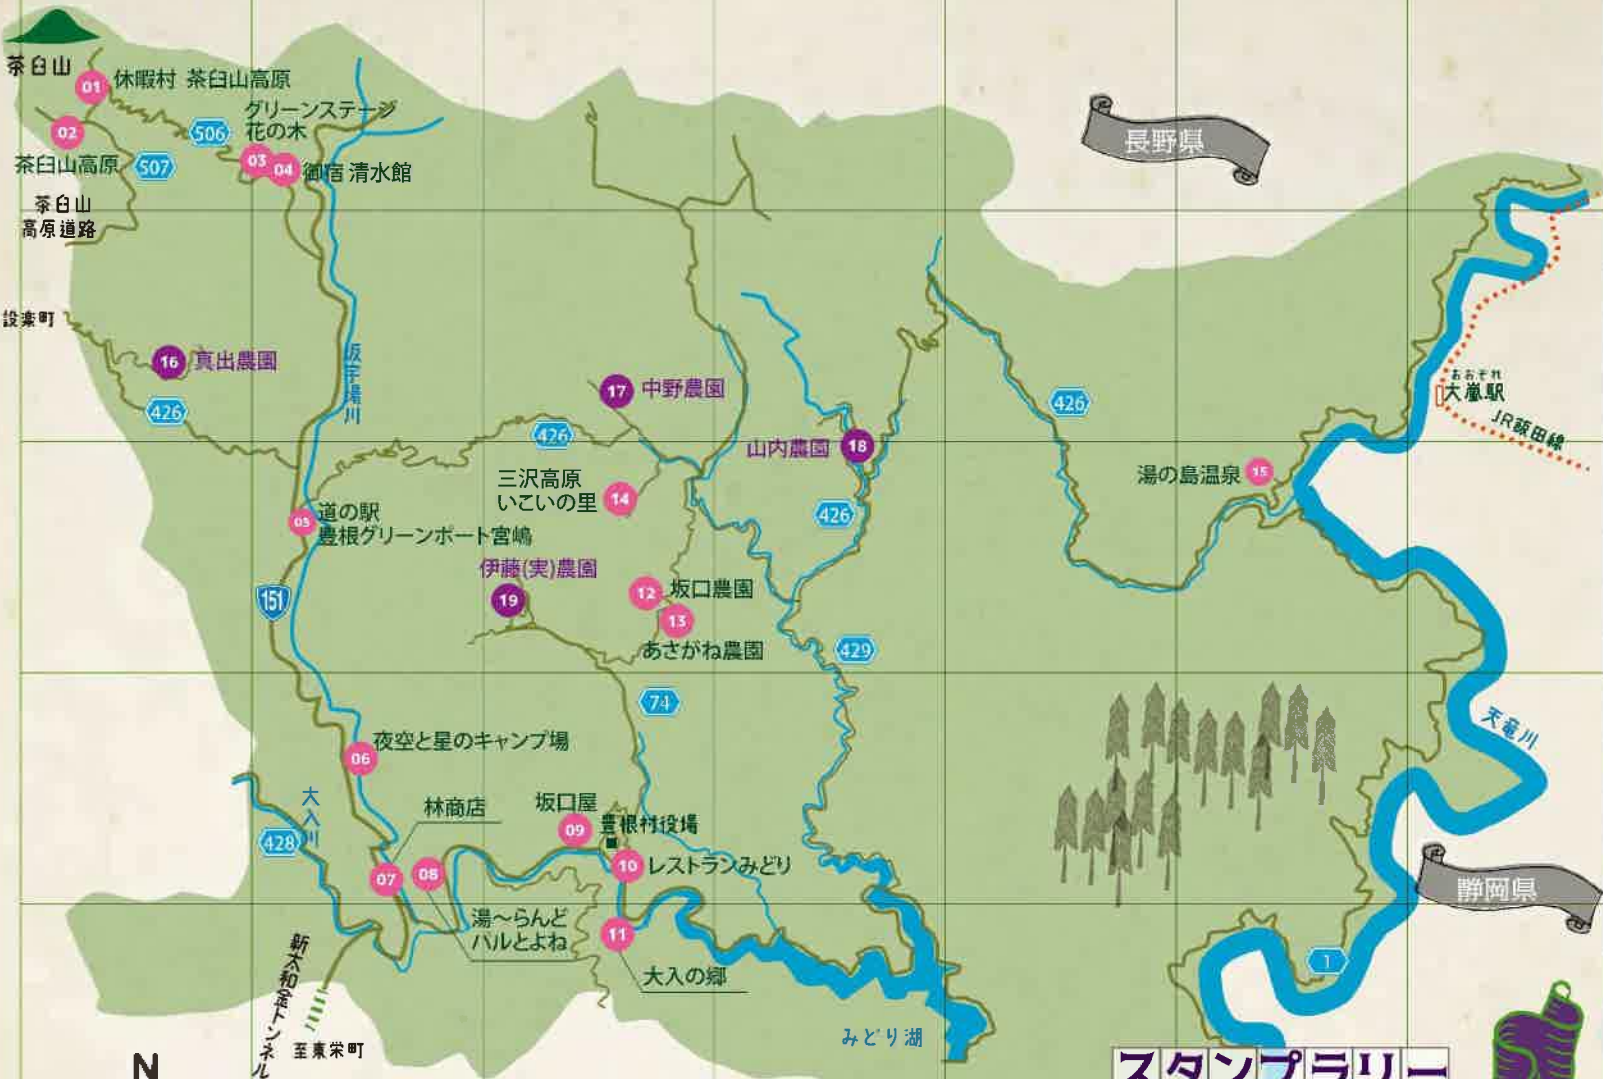 茶臼山
01 休暇村 茶臼山高原
02
茶臼山高原
507
506
グリーンステージ
花の木
03
04 御宿 清水館
茶臼山
高原道路
設楽町
16 真出農園
426
坂宇場川
17 中野農園
426
三沢高原
いこいの里
14
山内農園 18
426
05 道の駅
豊根グリーンポート宮嶋
151
伊藤(実)農園
19
12 坂口農園
13
あさがね農園
429
74
426
湯の島温泉 15
長野県
おおぞれ
大嵐駅
JR飯田線
天竜川
06 夜空と星のキャンプ場
大入川
428
林商店
07
08
坂口屋
09
豊根村役場
10 レストランみどり
湯〜らんど
パルとよね
11
大入の郷
みどり湖
静岡県
1
新太和金トンネル
至東栄町
N
スタンプラリー